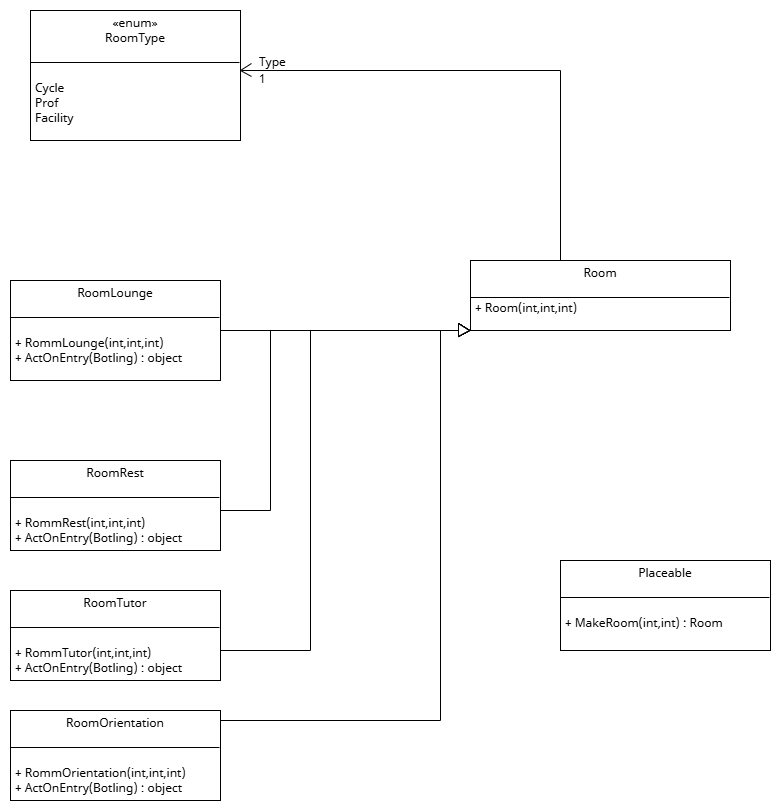 «enum»
RoomType
Cycle
Prof
Facility
Type
1
Room
+ Room(int,int,int)
RoomLounge
+ RommLounge(int,int,int)
+ ActOnEntry(Botling) : object
RoomRest
+ RommRest(int,int,int)
+ ActOnEntry(Botling) : object
RoomTutor
+ RommTutor(int,int,int)
+ ActOnEntry(Botling) : object
Placeable
+ MakeRoom(int,int) : Room
RoomOrientation
+ RommOrientation(int,int,int)
+ ActOnEntry(Botling) : object